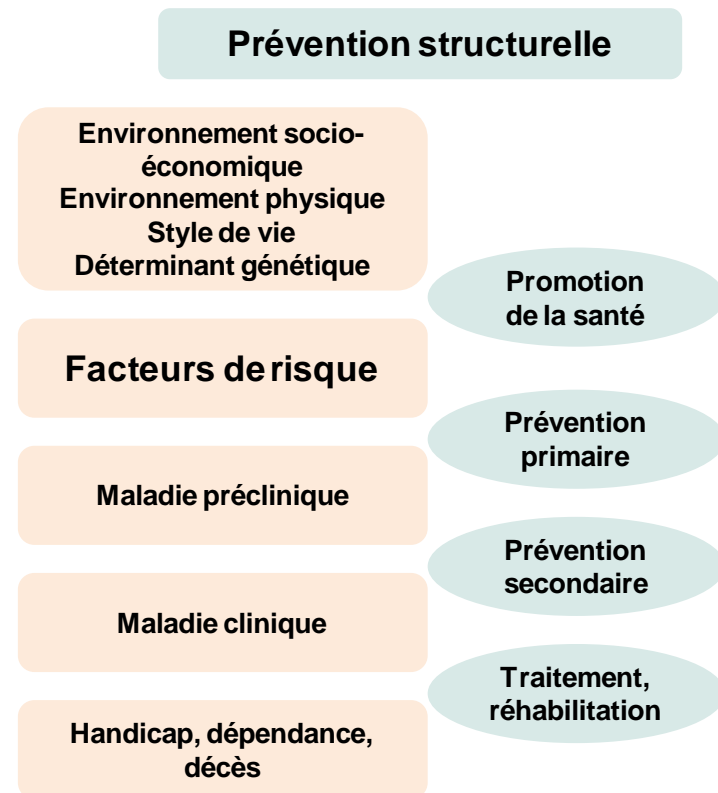 Prévention structurelle
Environnement socio-
économique
Environnement physique
Style de vie
Déterminant génétique
Promotion
de la santé
Facteurs de risque
Prévention
primaire
Maladie préclinique
Prévention
secondaire
Maladie clinique
Traitement,
réhabilitation
Handicap, dépendance,
décès